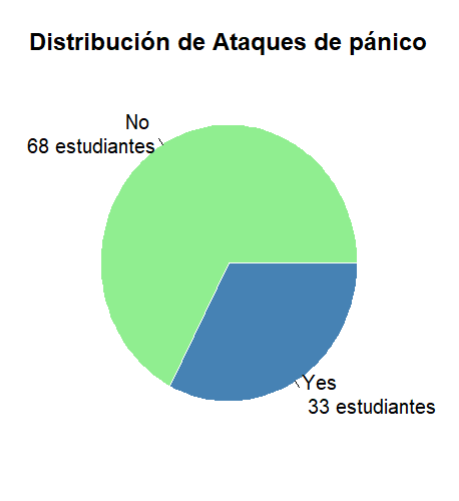 Distribución de Ataques de pánico
No
68 estudiantes
Yes
33 estudiantes